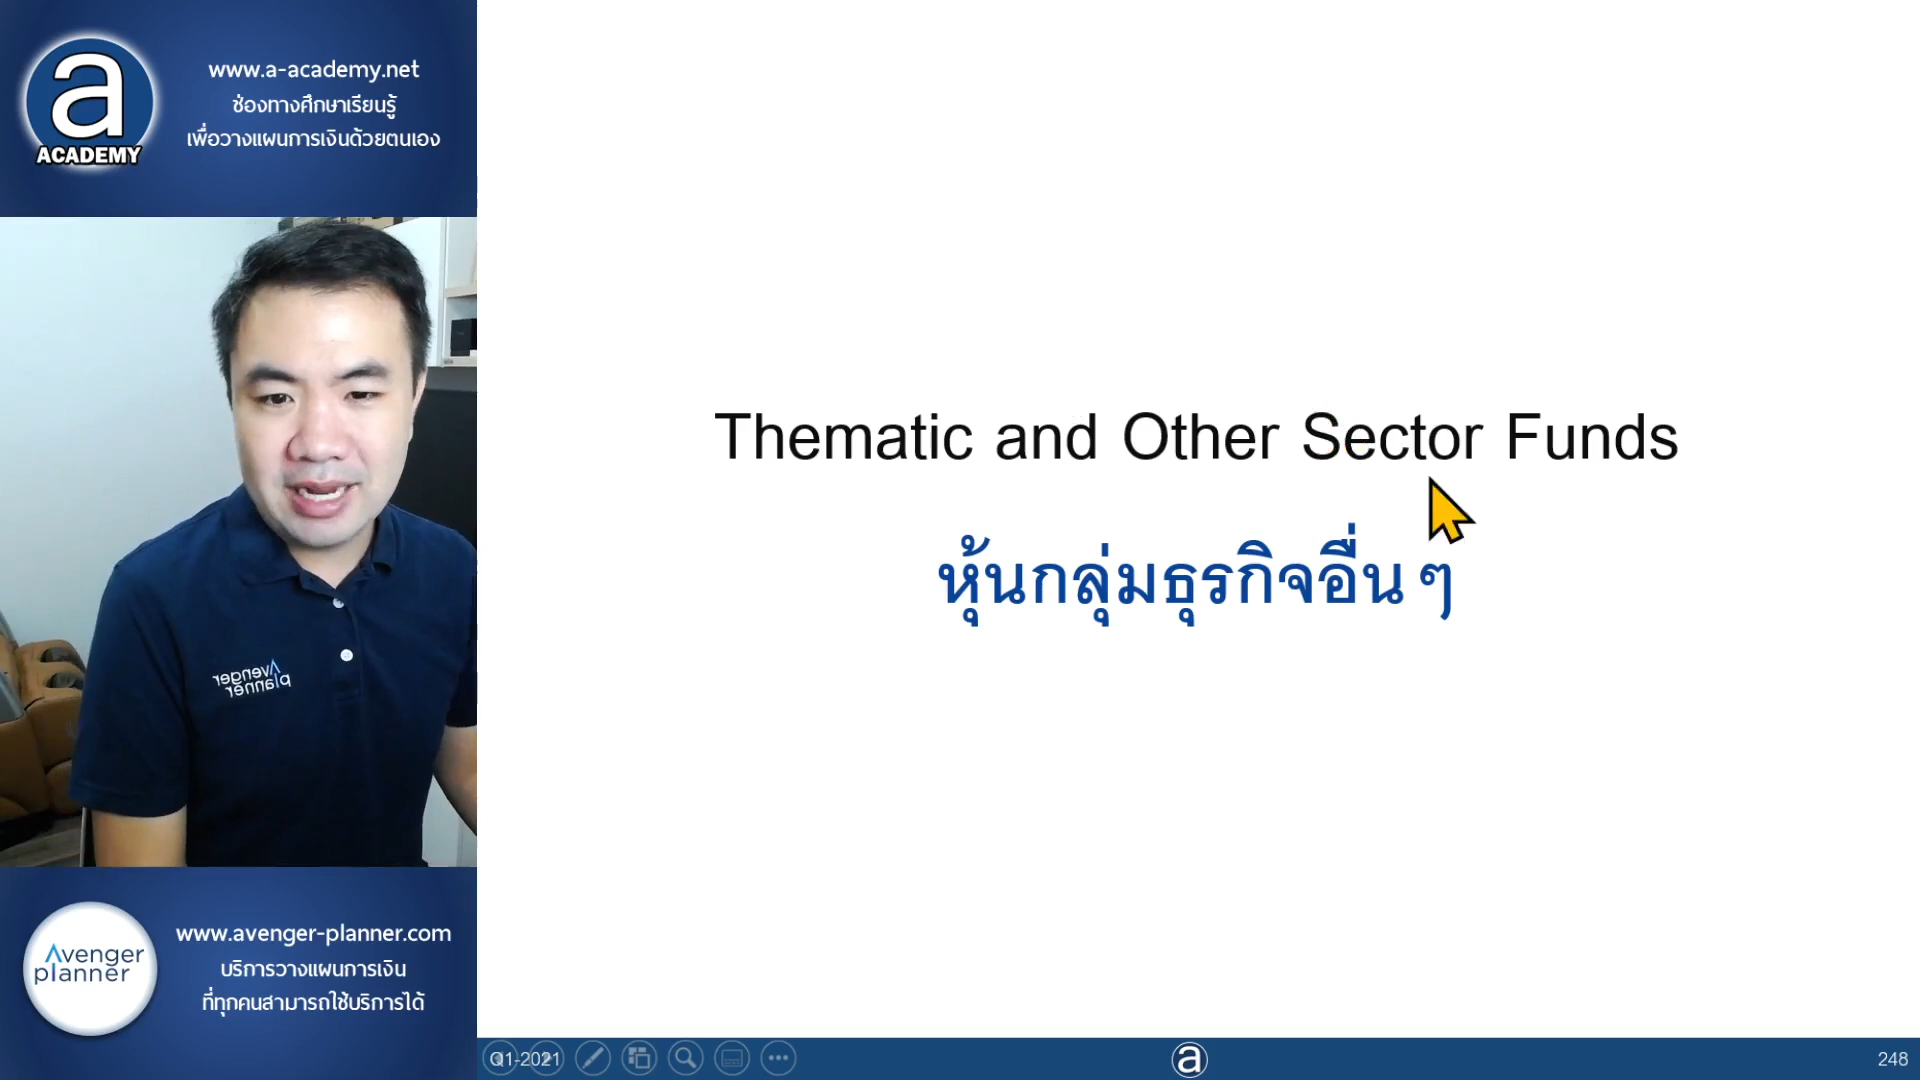 a
ACADEMY
www.a-academy.net
ช่องทางศึกษาเรียนรู้
เพื่อวางแผนการเงินด้วยตนเอง
Avenger
planner
Avenger
planner
www.avenger-planner.com
บริการวางแผนการเงิน
ที่ทุกคนสามารถใช้บริการได้
Thematic and Other Sector Funds
หุ้นกลุ่มธุรกิจอื่นๆ
Q1-2021
a
248